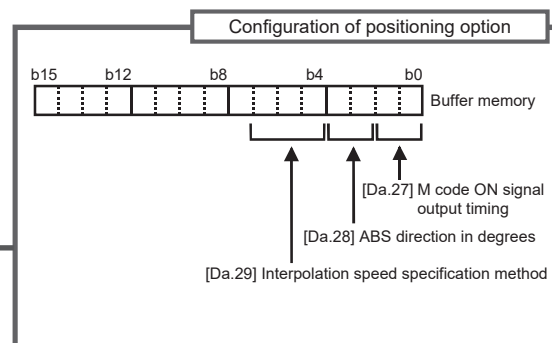 Configuration of positioning option
b15 b12 b8 b4 b0
Buffer memory
[Da.27] M code ON signal
output timing
[Da.28] ABS direction in degrees
[Da.29] Interpolation speed specification method